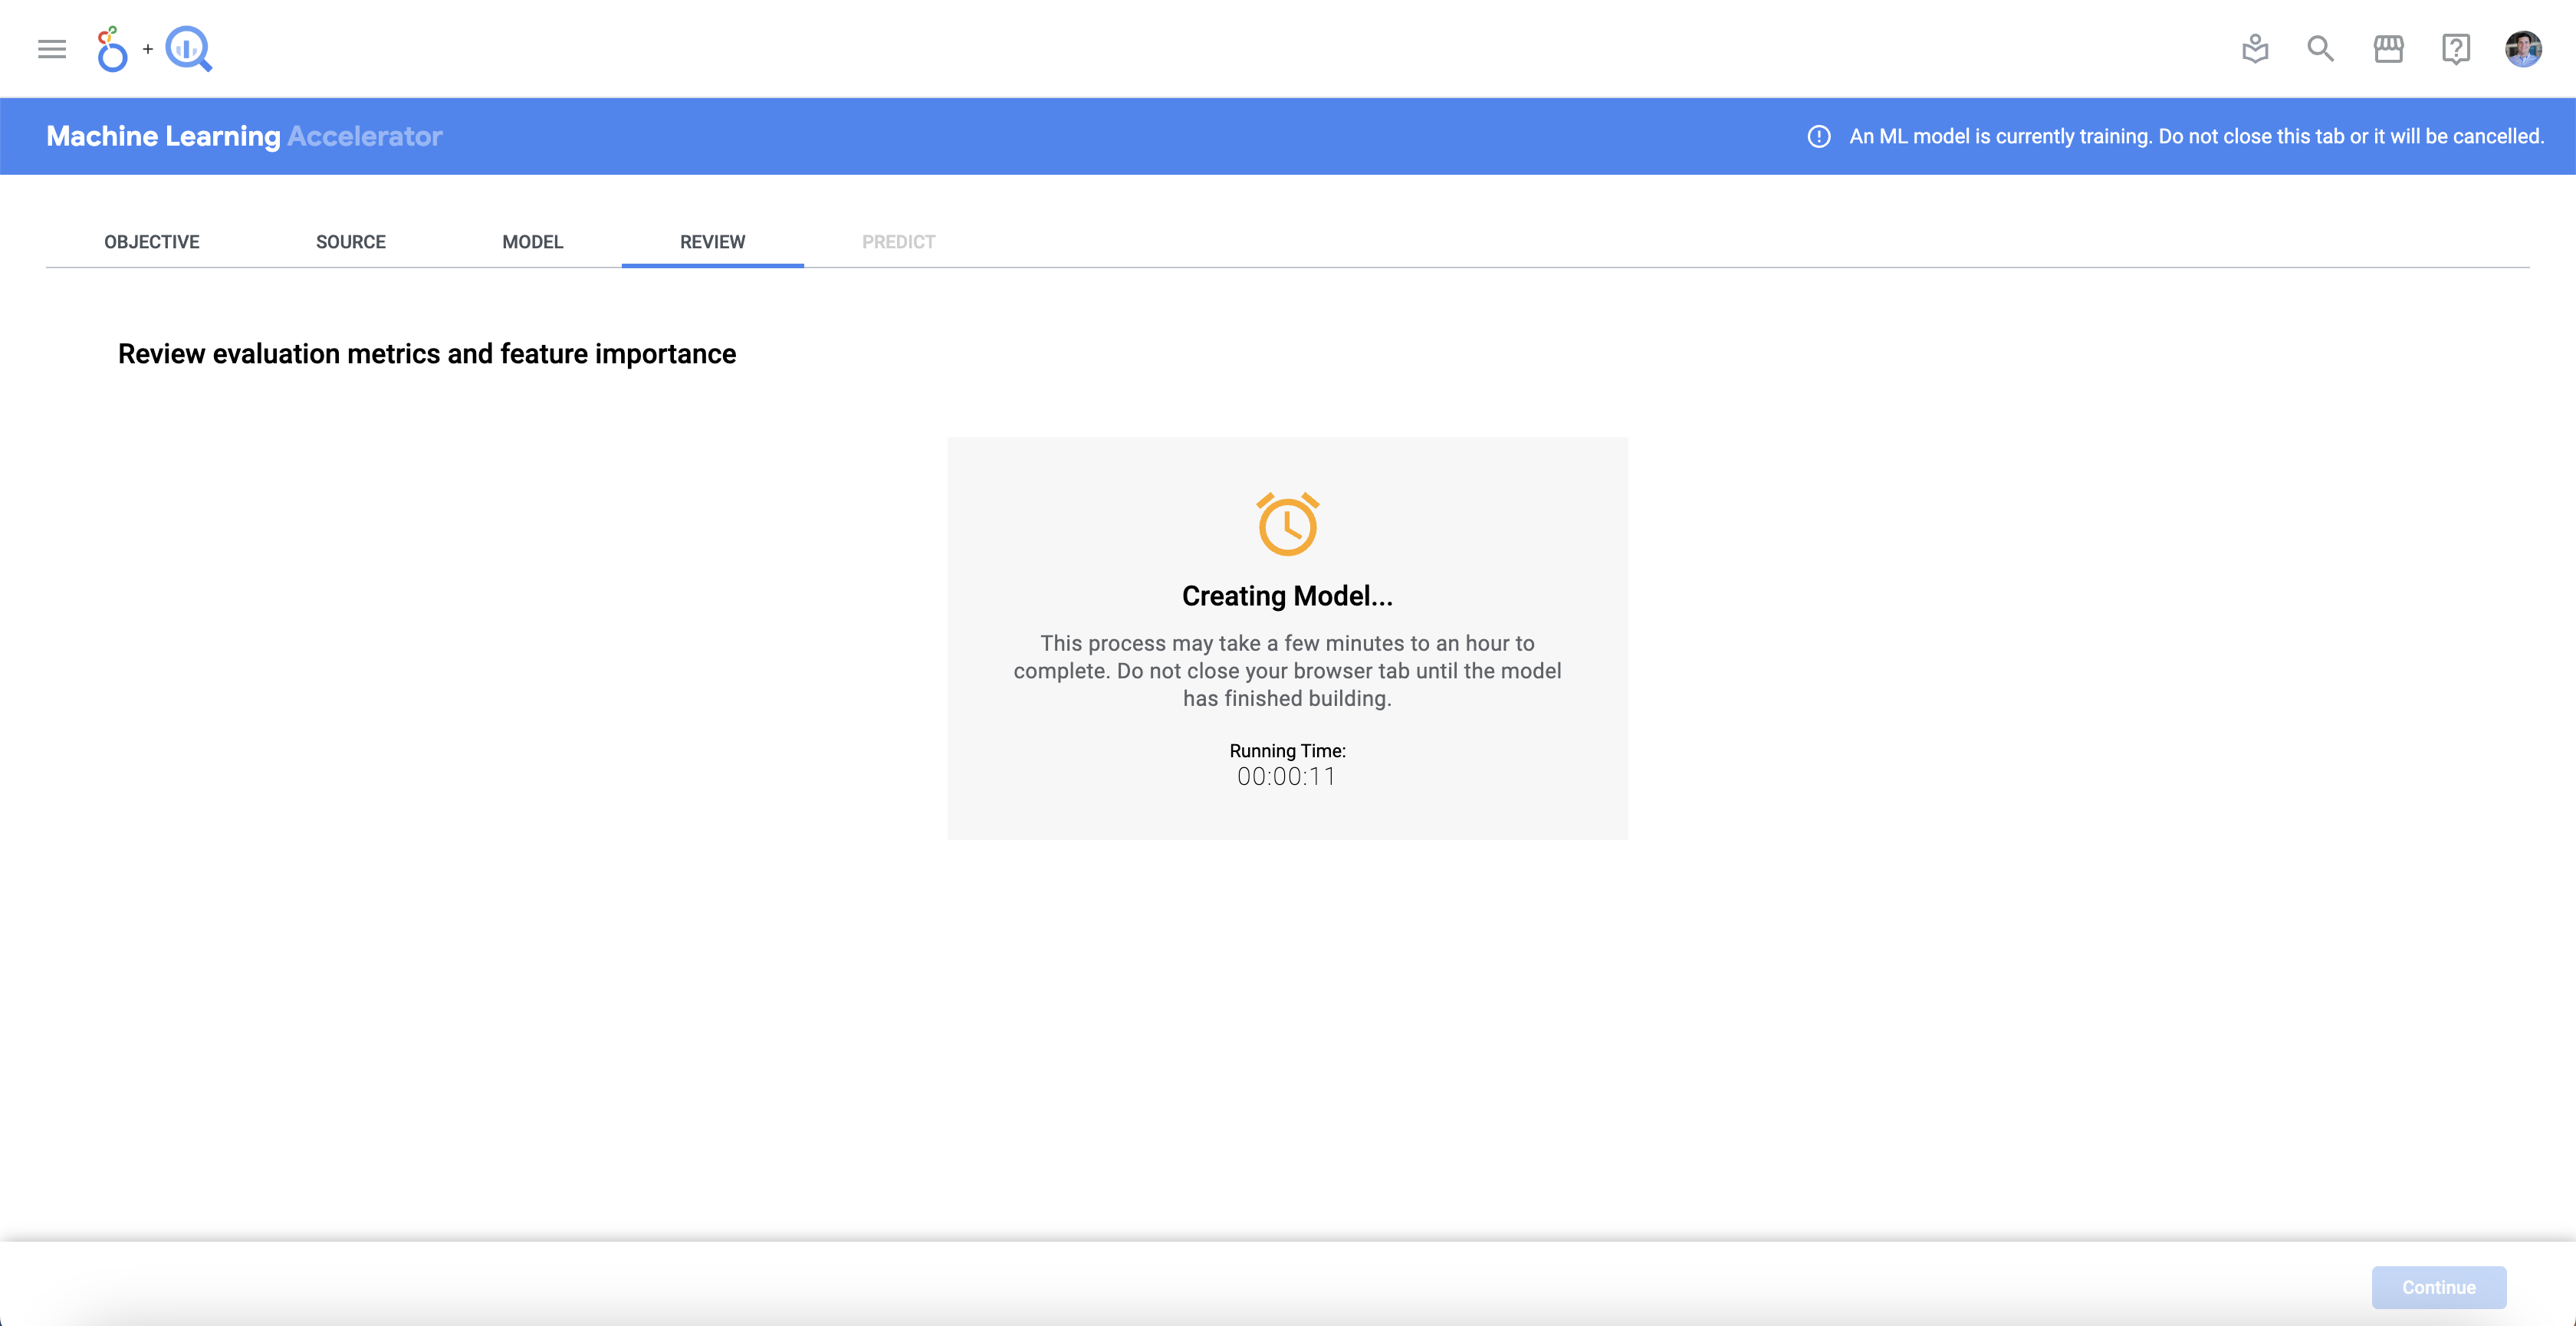 +
Machine Learning Accelerator
An ML model is currently training. Do not close this tab or it will be cancelled.
OBJECTIVE SOURCE MODEL REVIEW PREDICT
Review evaluation metrics and feature importance
Creating Model...
This process may take a few minutes to an hour to
complete. Do not close your browser tab until the model
has finished building.
Running Time:
00:00:11
Continue